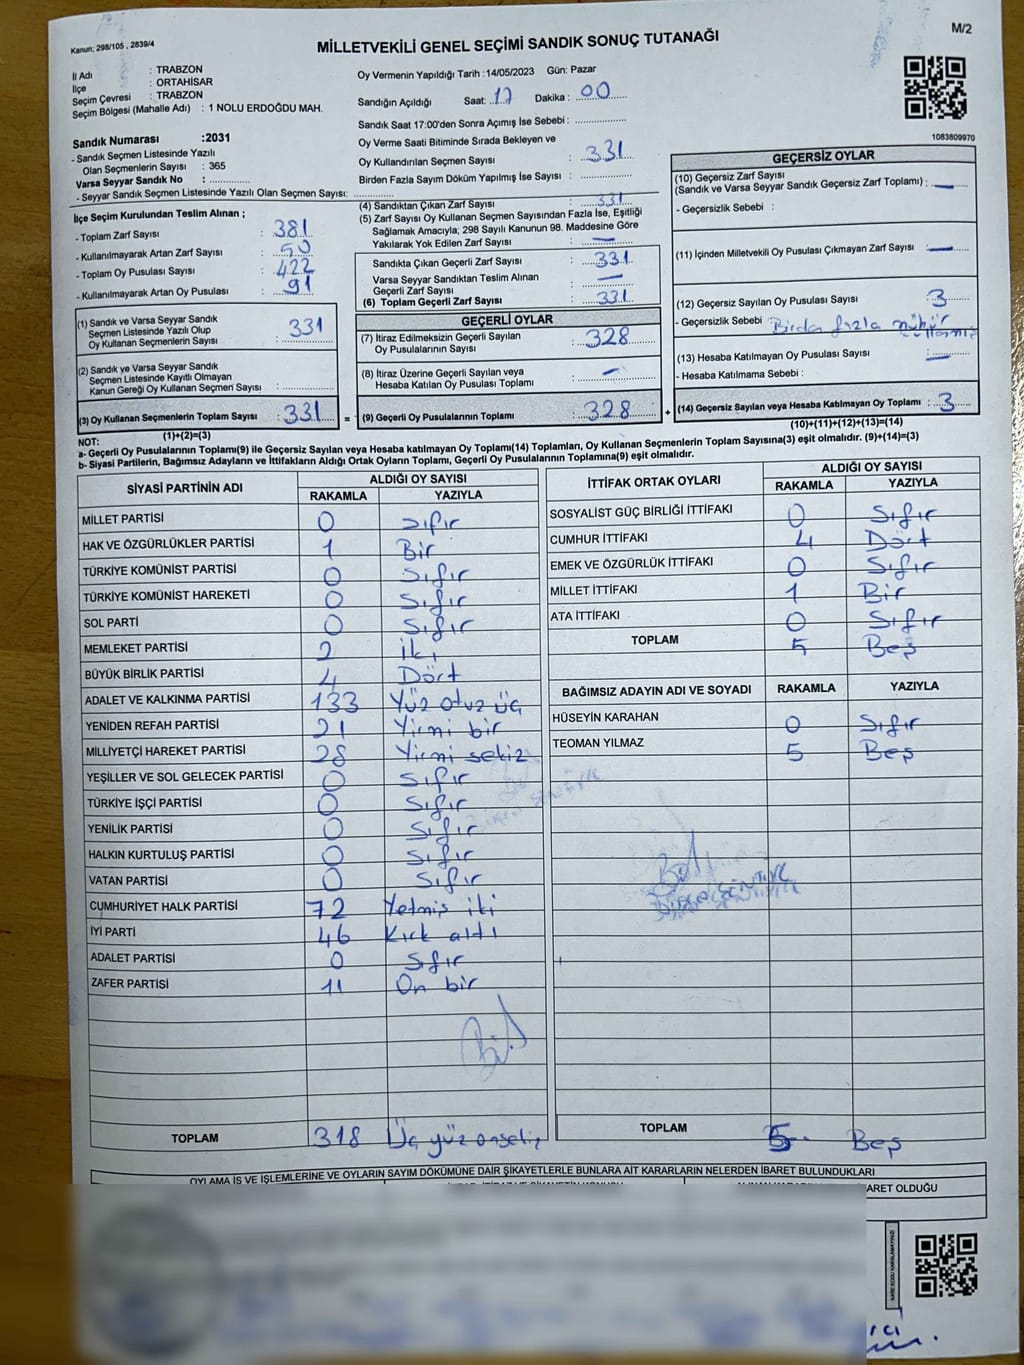 Kanun; 298/105 , 2839/4
MİLLETVEKİLİ GENEL SEÇİMİ SANDIK SONUÇ TUTANAĞI
M/2
İl Adı : TRABZON
İlçe : ORTAHİSAR
Seçim Çevresi : TRABZON
Seçim Bölgesi (Mahalle Adı) : 1 NOLU ERDOĞDU MAH.
Sandık Numarası :2031
- Sandık Seçmen Listesinde Yazılı
Olan Seçmenlerin Sayısı : 365
Varsa Seyyar Sandık No :
- Seyyar Sandık Seçmen Listesinde Yazılı Olan Seçmen Sayısı:
Oy Vermenin Yapıldığı Tarih :14/05/2023 Gün: Pazar
Sandığın Açıldığı Saat: 17 Dakika : 00
Sandık Saat 17:00'den Sonra Açımış İse Sebebi :
Oy Verme Saati Bitiminde Sırada Bekleyen ve
Oy Kullandırılan Seçmen Sayısı : 331
Birden Fazla Sayım Döküm Yapılmış İse Sayısı :
1083809970
İlçe Seçim Kurulundan Teslim Alınan ;
- Toplam Zarf Sayısı : 381
- Kullanılmayarak Artan Zarf Sayısı : 50
- Toplam Oy Pusulası Sayısı : 422
- Kullanılmayarak Artan Oy Pusulası : 91
(1) Sandık ve Varsa Seyyar Sandık
Seçmen Listesinde Yazılı Olup
Oy Kullanan Seçmenlerin Sayısı : 331
(2) Sandık ve Varsa Seyyar Sandık
Seçmen Listesinde Kayıtlı Olmayan
Kanun Gereği Oy Kullanan Seçmen Sayısı :
(3) Oy Kullanan Seçmenlerin Toplam Sayısı : 331 =
(1)+(2)=(3)
(4) Sandıktan Çıkan Zarf Sayısı : 331
(5) Zarf Sayısı Oy Kullanan Seçmen Sayısından Fazla İse, Eşitliği
Sağlamak Amacıyla; 298 Sayılı Kanunun 98. Maddesine Göre
Yakılarak Yok Edilen Zarf Sayısı : —
Sandıkta Çıkan Geçerli Zarf Sayısı : 331
Varsa Seyyar Sandıktan Teslim Alınan
Geçerli Zarf Sayısı : —
(6) Toplam Geçerli Zarf Sayısı : 331
GEÇERLİ OYLAR
(7) İtiraz Edilmeksizin Geçerli Sayılan
Oy Pusulalarının Sayısı : 328
(8) İtiraz Üzerine Geçerli Sayılan veya
Hesaba Katılan Oy Pusulası Toplamı : —
(9) Geçerli Oy Pusulalarının Toplamı : 328 +
GEÇERSİZ OYLAR
(10) Geçersiz Zarf Sayısı
(Sandık ve Varsa Seyyar Sandık Geçersiz Zarf Toplamı) : —
- Geçersizlik Sebebi :
(11) İçinden Milletvekili Oy Pusulası Çıkmayan Zarf Sayısı : —
(12) Geçersiz Sayılan Oy Pusulası Sayısı : 3
- Geçersizlik Sebebi Birden fazla mühür
(13) Hesaba Katılmayan Oy Pusulası Sayısı : —
- Hesaba Katılmama Sebebi :
(14) Geçersiz Sayılan veya Hesaba Katılmayan Oy Toplamı : 3
(10)+(11)+(12)+(13)=(14)
NOT:
a- Geçerli Oy Pusulalarının Toplamı(9) ile Geçersiz Sayılan veya Hesaba katılmayan Oy Toplamı(14) Toplamları, Oy Kullanan Seçmenlerin Toplam Sayısına(3) eşit olmalıdır. (9)+(14)=(3)
b- Siyasi Partilerin, Bağımsız Adayların ve İttifakların Aldığı Ortak Oyların Toplamı, Geçerli Oy Pusulalarının Toplamına(9) eşit olmalıdır.
SİYASİ PARTİNİN ADI ALDIĞI OY SAYISI
RAKAMLA YAZIYLA
MİLLET PARTİSİ 0 Sıfır
HAK VE ÖZGÜRLÜKLER PARTİSİ 1 Bir
TÜRKİYE KOMÜNİST PARTİSİ 0 Sıfır
TÜRKİYE KOMÜNİST HAREKETİ 0 Sıfır
SOL PARTİ 0 Sıfır
MEMLEKET PARTİSİ 2 İki
BÜYÜK BİRLİK PARTİSİ 4 Dört
ADALET VE KALKINMA PARTİSİ 133 Yüz otuz üç
YENİDEN REFAH PARTİSİ 21 Yirmi bir
MİLLİYETÇİ HAREKET PARTİSİ 28 Yirmi sekiz
YEŞİLLER VE SOL GELECEK PARTİSİ 0 Sıfır
TÜRKİYE İŞÇİ PARTİSİ 0 Sıfır
YENİLİK PARTİSİ 0 Sıfır
HALKIN KURTULUŞ PARTİSİ 0 Sıfır
VATAN PARTİSİ 0 Sıfır
CUMHURİYET HALK PARTİSİ 72 Yetmiş iki
İYİ PARTİ 46 Kırk altı
ADALET PARTİSİ 0 Sıfır
ZAFER PARTİSİ 11 On bir
TOPLAM 318 Üç yüz onsekiz
İTTİFAK ORTAK OYLARI ALDIĞI OY SAYISI
RAKAMLA YAZIYLA
SOSYALİST GÜÇ BİRLİĞİ İTTİFAKI 0 Sıfır
CUMHUR İTTİFAKI 4 Dört
EMEK VE ÖZGÜRLÜK İTTİFAKI 0 Sıfır
MİLLET İTTİFAKI 1 Bir
ATA İTTİFAKI 0 Sıfır
TOPLAM 5 Beş
BAĞIMSIZ ADAYIN ADI VE SOYADI RAKAMLA YAZIYLA
HÜSEYİN KARAHAN 0 Sıfır
TEOMAN YILMAZ 5 Beş
TOPLAM 5 Beş
OYLAMA İŞ VE İŞLEMLERİNE VE OYLARIN SAYIM DÖKÜMÜNE DAİR ŞİKAYETLERLE BUNLARA AİT KARARLARIN NELERDEN İBARET BULUNDUKLARI
ARET OLDUĞU